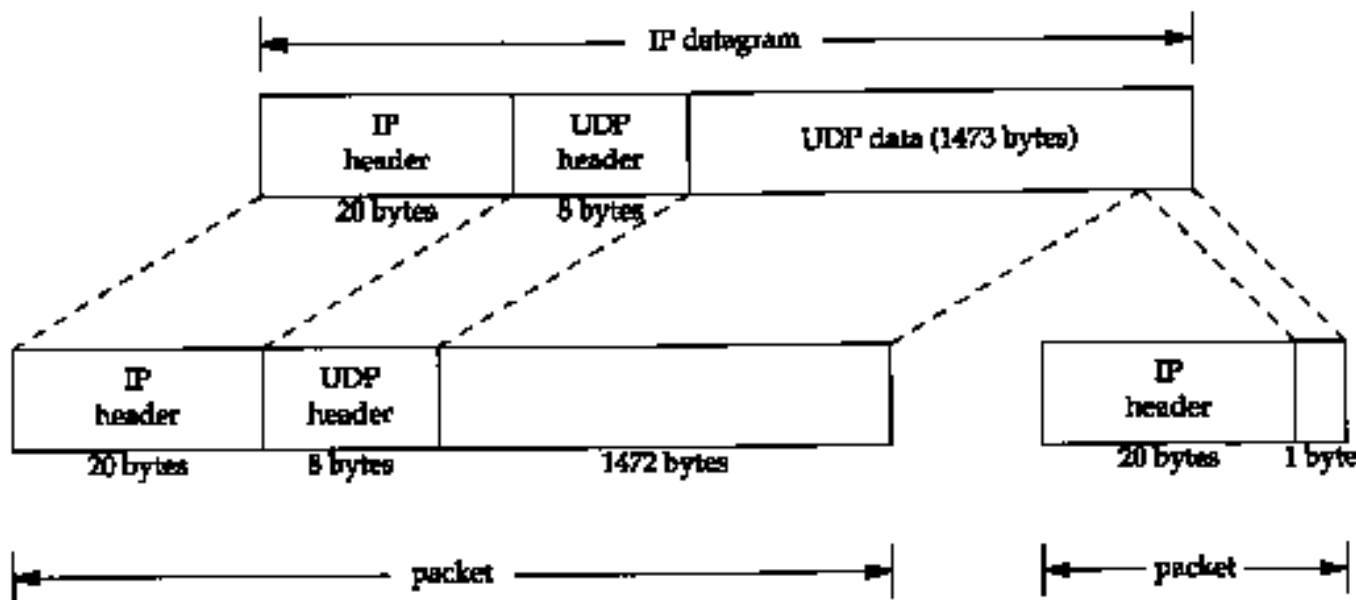 IP datagram
IP
header
UDP
header
UDP data (1473 bytes)
20 bytes
8 bytes
IP
header
UDP
header
IP
header
20 bytes
8 bytes
1472 bytes
20 bytes
1 byte
packet
packet